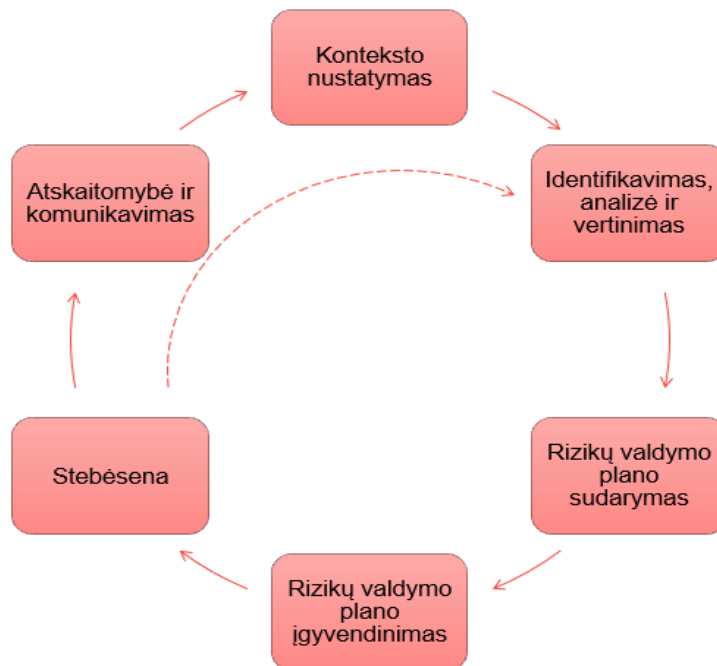 Konteksto
nustatymas
Identifikavimas,
analizė ir
vertinimas
Rizikų valdymo
plano
sudarymas
Rizikų valdymo
plano
įgyvendinimas
Stebėsena
Atskaitomybė ir
komunikavimas